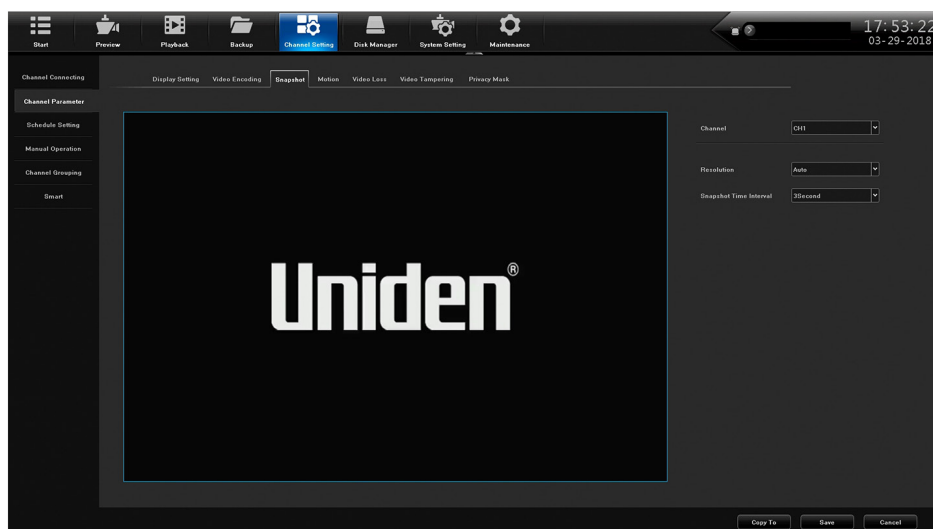 Start Preview Playback Backup Channel Setting Disk Manager System Setting Maintenance
17:53:22
03-29-2018
Channel Connecting
Channel Parameter
Schedule Setting
Manual Operation
Channel Grouping
Smart
Display Setting Video Encoding Snapshot Motion Video Loss Video Tampering Privacy Mask
Uniden®
Channel CH1
Resolution Auto
Snapshot Time Interval 3Second
Copy To Save Cancel